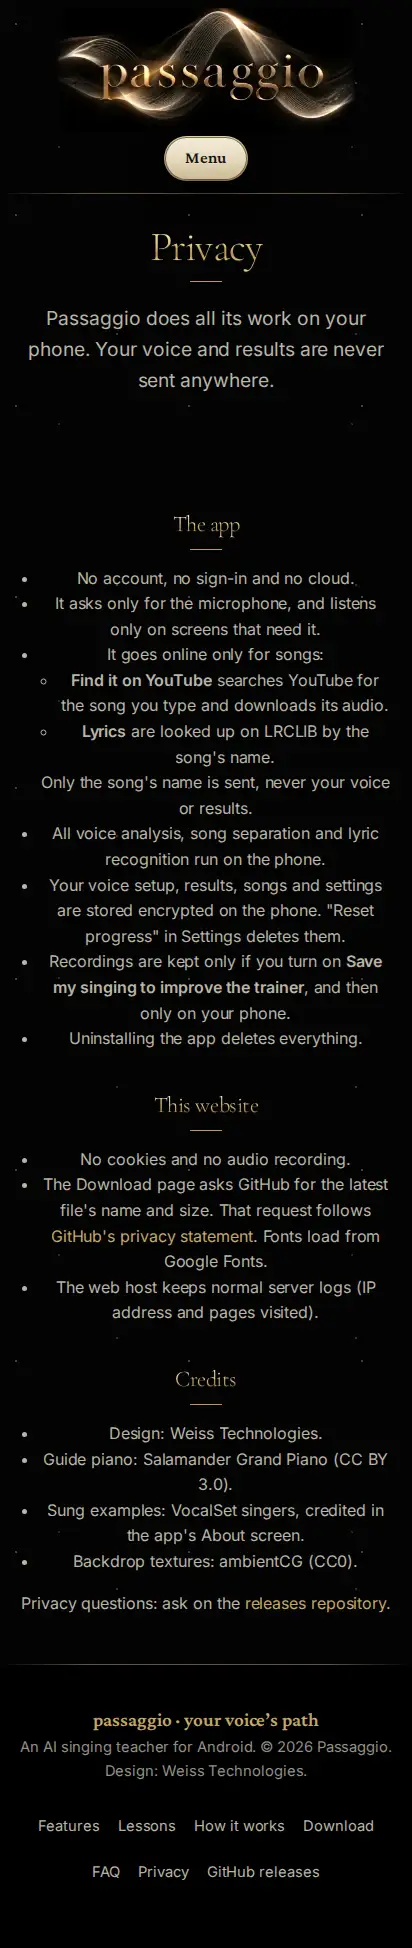 passaggio
Menu
Privacy
Passaggio does all its work on your
phone. Your voice and results are never
sent anywhere.
The app
• No account, no sign-in and no cloud.
• It asks only for the microphone, and listens
only on screens that need it.
• It goes online only for songs:
◦ Find it on YouTube searches YouTube for
the song you type and downloads its audio.
◦ Lyrics are looked up on LRCLIB by the
song's name.
Only the song's name is sent, never your voice
or results.
• All voice analysis, song separation and lyric
recognition run on the phone.
• Your voice setup, results, songs and settings
are stored encrypted on the phone. "Reset
progress" in Settings deletes them.
• Recordings are kept only if you turn on Save
my singing to improve the trainer, and then
only on your phone.
• Uninstalling the app deletes everything.
This website
• No cookies and no audio recording.
• The Download page asks GitHub for the latest
file's name and size. That request follows
GitHub's privacy statement. Fonts load from
Google Fonts.
• The web host keeps normal server logs (IP
address and pages visited).
Credits
• Design: Weiss Technologies.
• Guide piano: Salamander Grand Piano (CC BY
3.0).
• Sung examples: VocalSet singers, credited in
the app's About screen.
• Backdrop textures: ambientCG (CC0).
Privacy questions: ask on the releases repository.
passaggio · your voice’s path
An AI singing teacher for Android. © 2026 Passaggio.
Design: Weiss Technologies.
Features Lessons How it works Download
FAQ Privacy GitHub releases